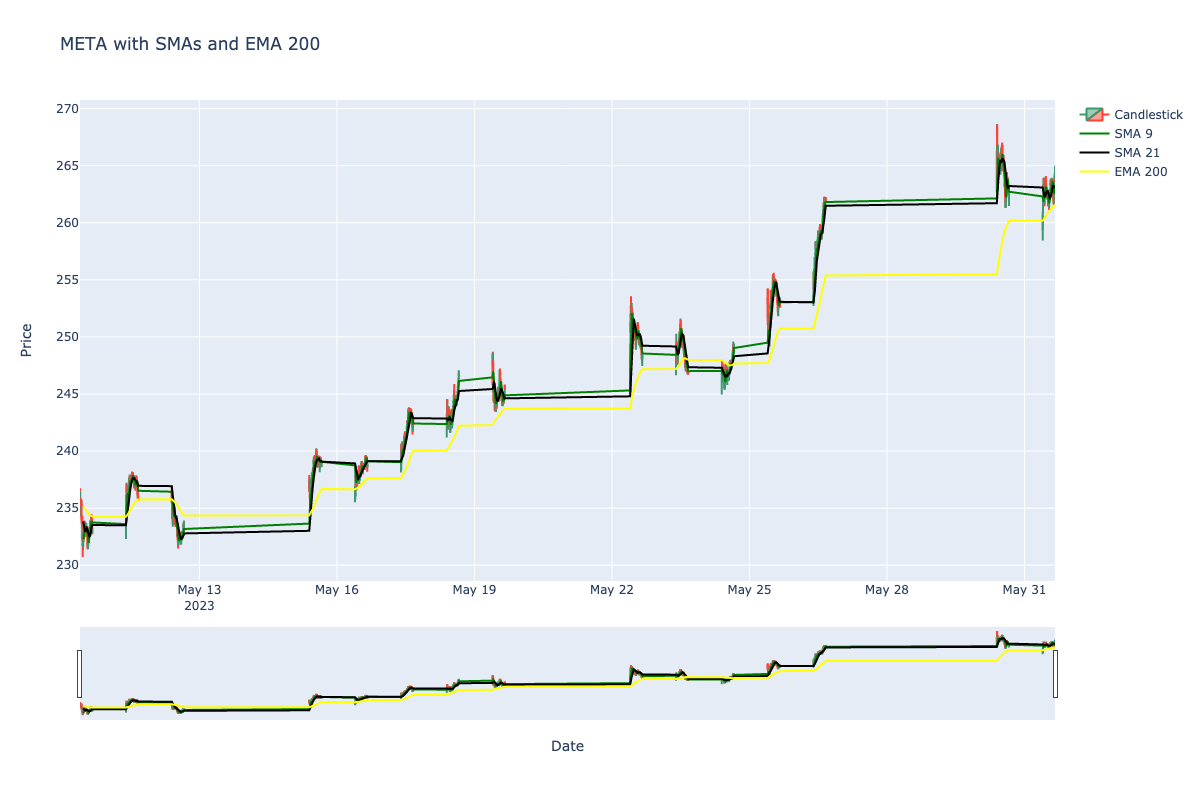 META with SMAs and EMA 200
Candlestick
SMA 9
SMA 21
EMA 200
Price
270
265
260
255
250
245
240
235
230
May 13
2023
May 16
May 19
May 22
May 25
May 28
May 31
Date